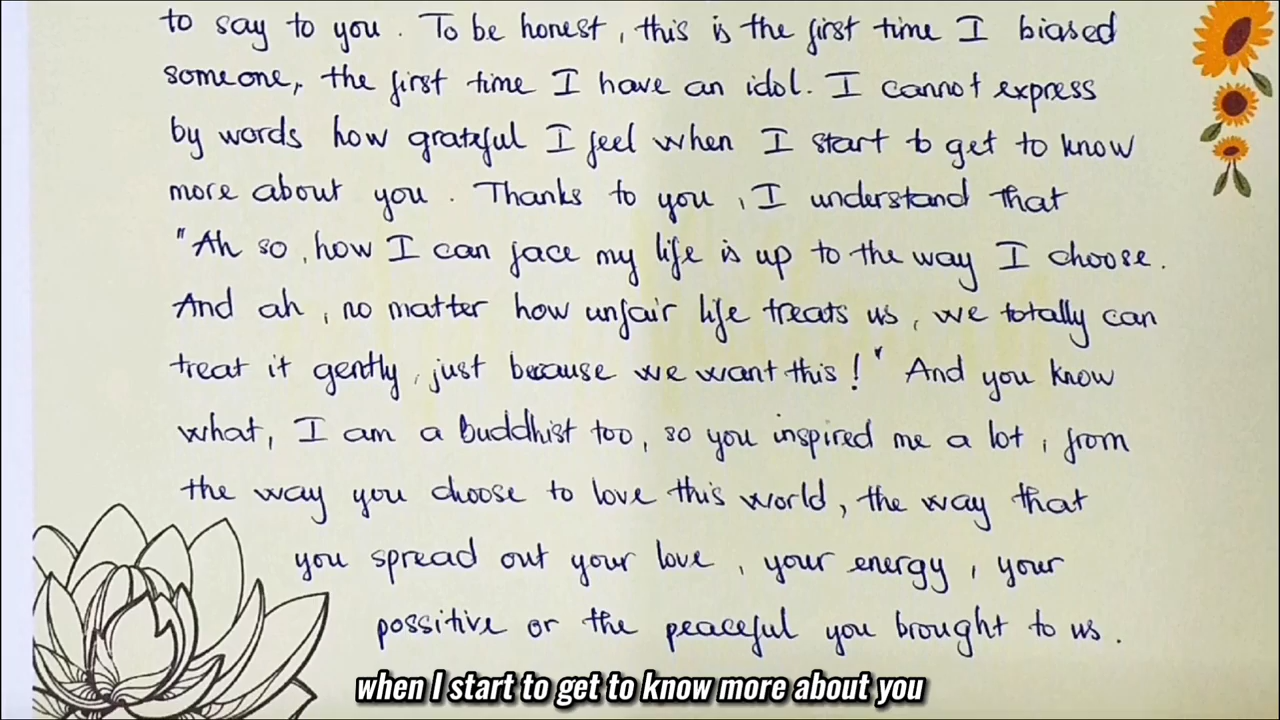 to say to you. To be honest, this is the first time I biased
someone, the first time I have an idol. I cannot express
by words how grateful I feel when I start to get to know
more about you. Thanks to you, I understand that
"Ah so, how I can face my life is up to the way I choose.
And ah, no matter how unfair life treats us, we totally can
treat it gently, just because we want this!" And you know
what, I am a buddhist too, so you inspired me a lot, from
the way you choose to love this world, the way that
you spread out your love, your energy, your
possitive or the peaceful you brought to us.
when I start to get to know more about you